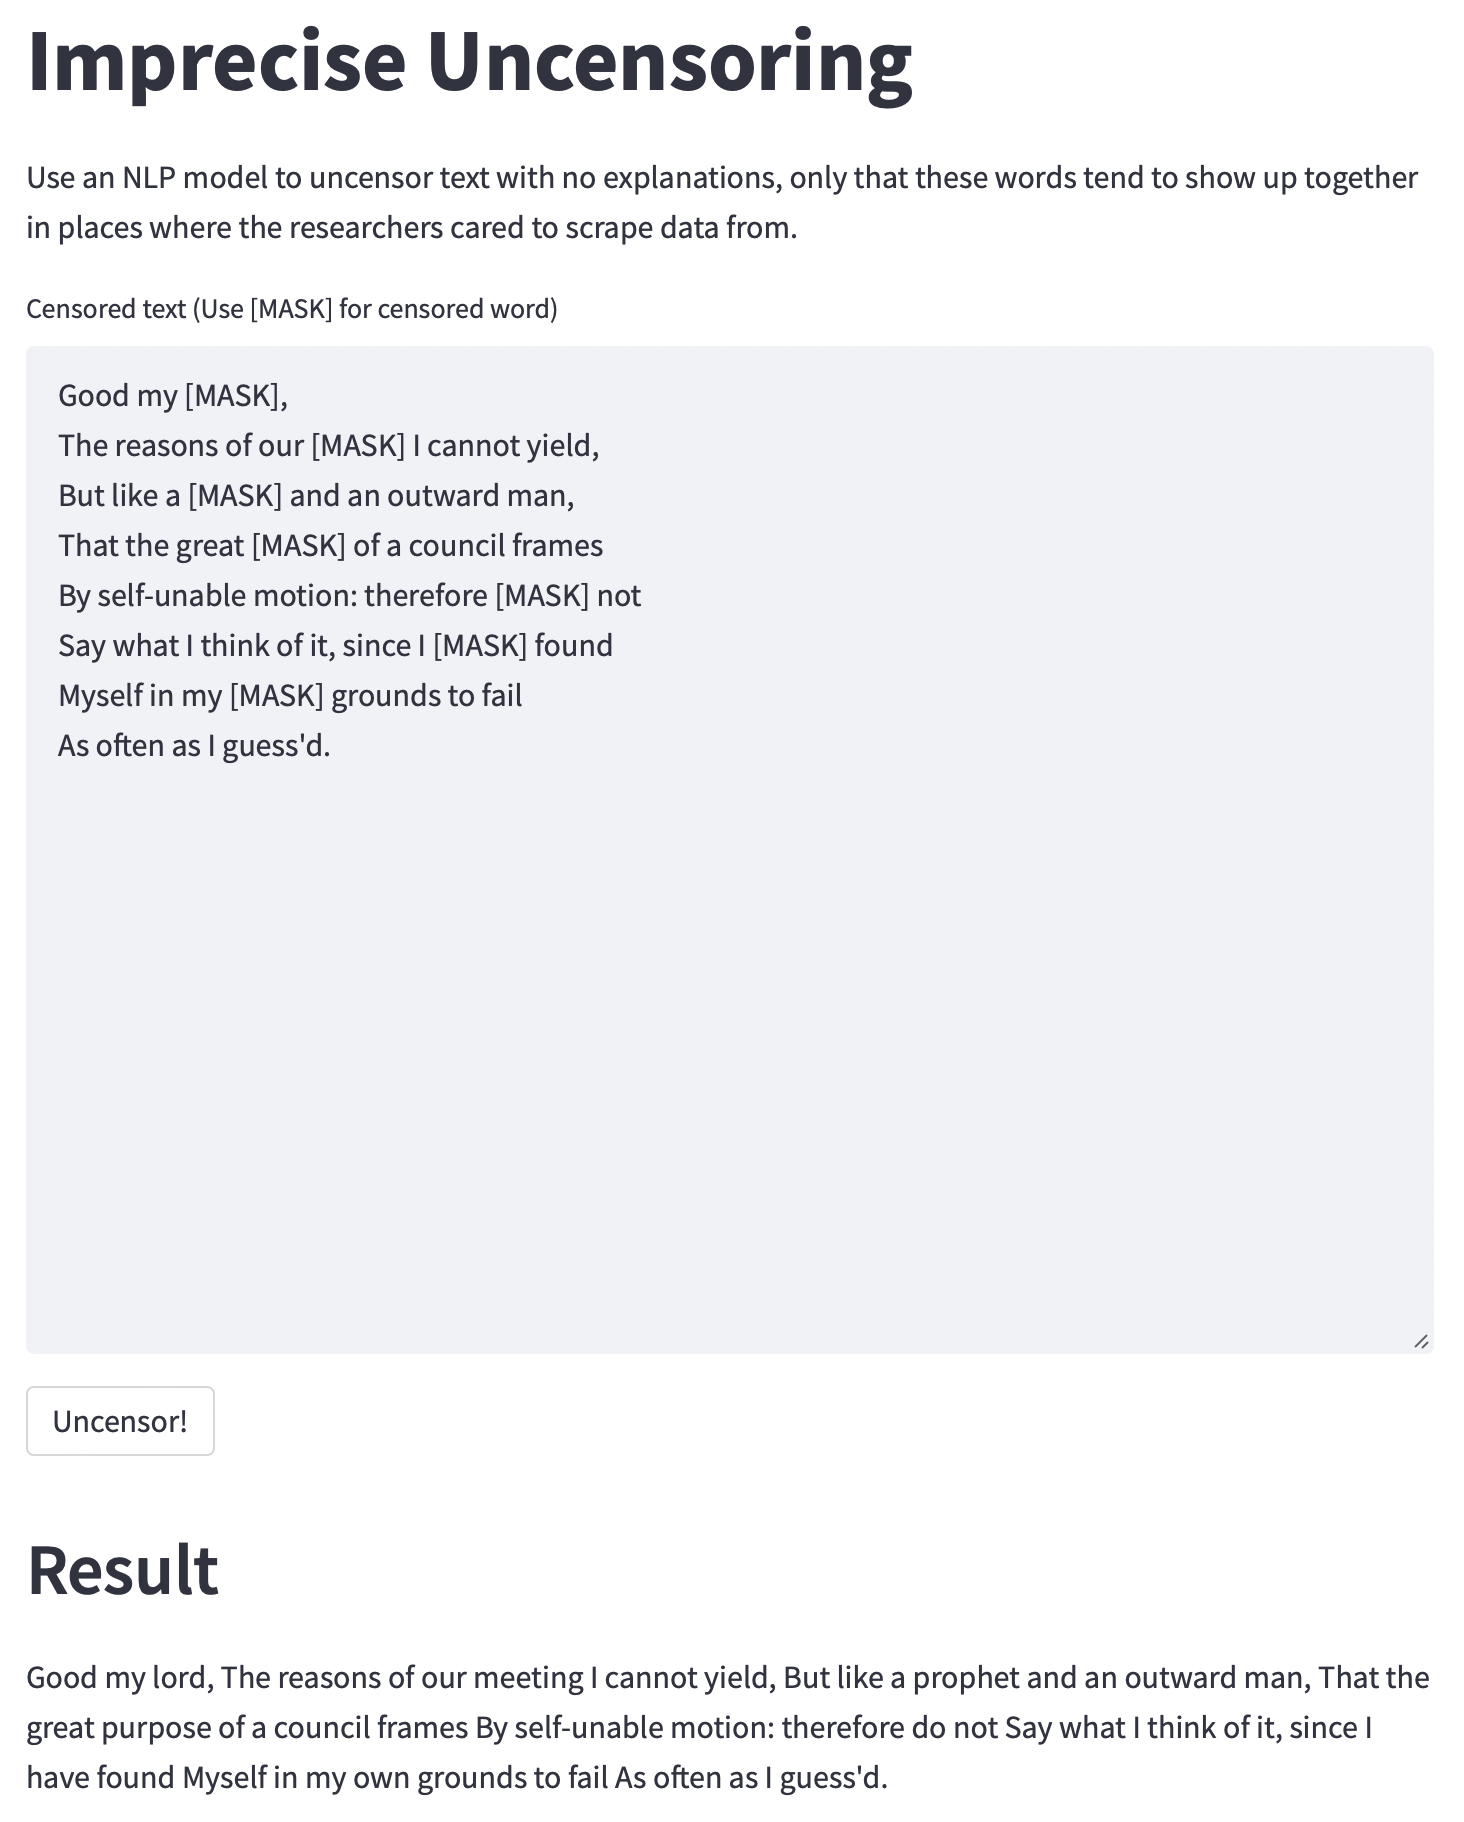 Imprecise Uncensoring
Use an NLP model to uncensor text with no explanations, only that these words tend to show up together
in places where the researchers cared to scrape data from.
Censored text (Use [MASK] for censored word)
Good my [MASK],
The reasons of our [MASK] I cannot yield,
But like a [MASK] and an outward man,
That the great [MASK] of a council frames
By self-unable motion: therefore [MASK] not
Say what I think of it, since I [MASK] found
Myself in my [MASK] grounds to fail
As often as I guess'd.
Uncensor!
Result
Good my lord, The reasons of our meeting I cannot yield, But like a prophet and an outward man, That the
great purpose of a council frames By self-unable motion: therefore do not Say what I think of it, since I
have found Myself in my own grounds to fail As often as I guess'd.